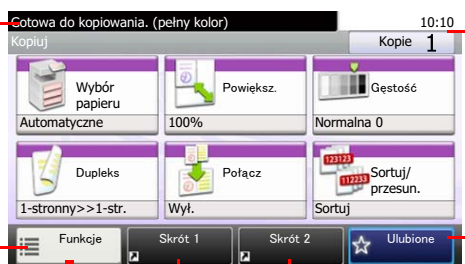 Gotowa do kopiowania. (pełny kolor)
10:10
Kopiuj
Kopie 1
Wybór
papieru
Automatyczne
Powiększ.
100%
Gęstość
Normalna 0
Dupleks
1-stronny>>1-str.
Połącz
Wył.
123123
112233
Sortuj/
przesun.
Sortuj
Funkcje
Skrót 1
Skrót 2
Ulubione